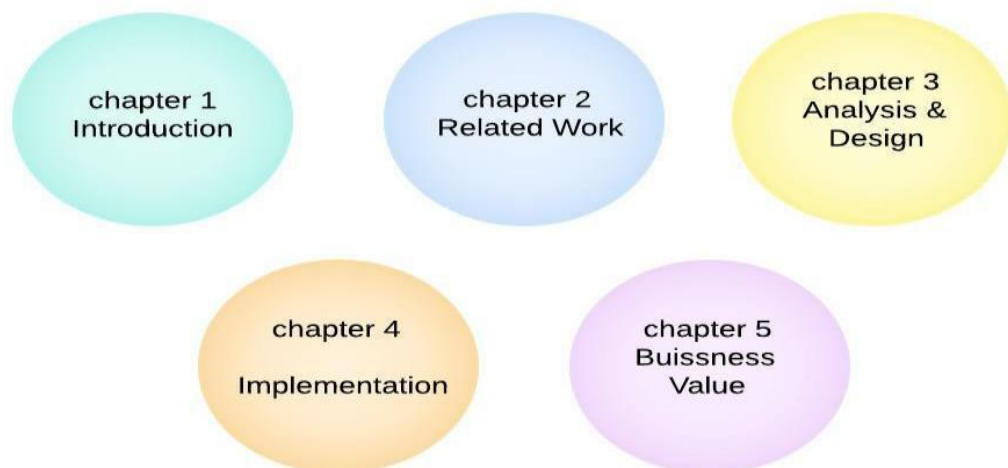 chapter 1
Introduction
chapter 2
Related Work
chapter 3
Analysis &
Design
chapter 4
Implementation
chapter 5
Buissness
Value